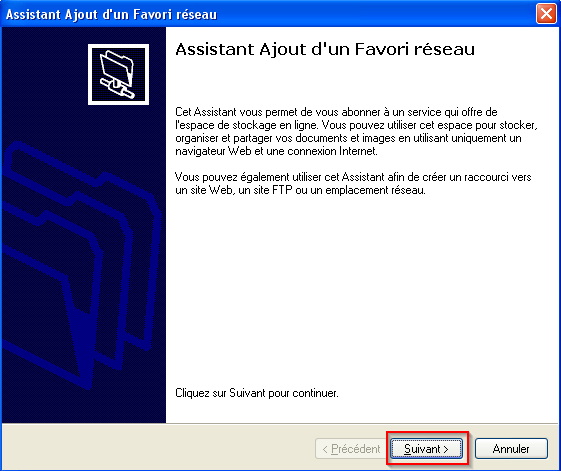 Assistant Ajout d'un Favori réseau
Assistant Ajout d'un Favori réseau
Cet Assistant vous permet de vous abonner à un service qui offre de
l'espace de stockage en ligne. Vous pouvez utiliser cet espace pour stocker,
organiser et partager vos documents et images en utilisant uniquement un
navigateur Web et une connexion Internet.
Vous pouvez également utiliser cet Assistant afin de créer un raccourci vers
un site Web, un site FTP ou un emplacement réseau.
Cliquez sur Suivant pour continuer.
< Précédent Suivant > Annuler